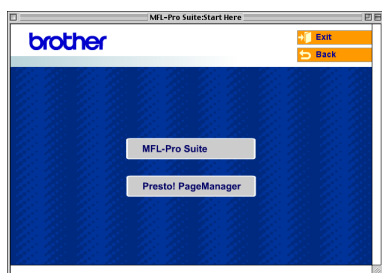 MFL-Pro Suite:Start Here
brother
Exit
Back
MFL-Pro Suite
Presto! PageManager